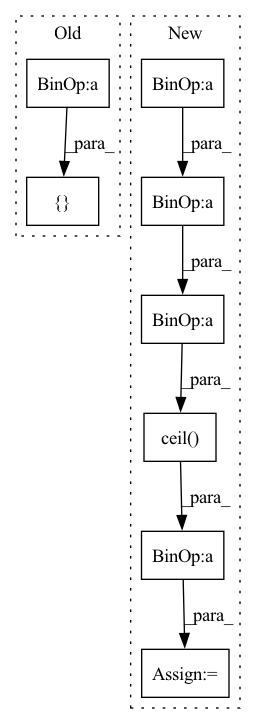 Old
New
BinOp:a
BinOp:a
_para_
_para_
{}
BinOp:a
_para_
BinOp:a
_para_
ceil()
_para_
BinOp:a
_para_
Assign:=